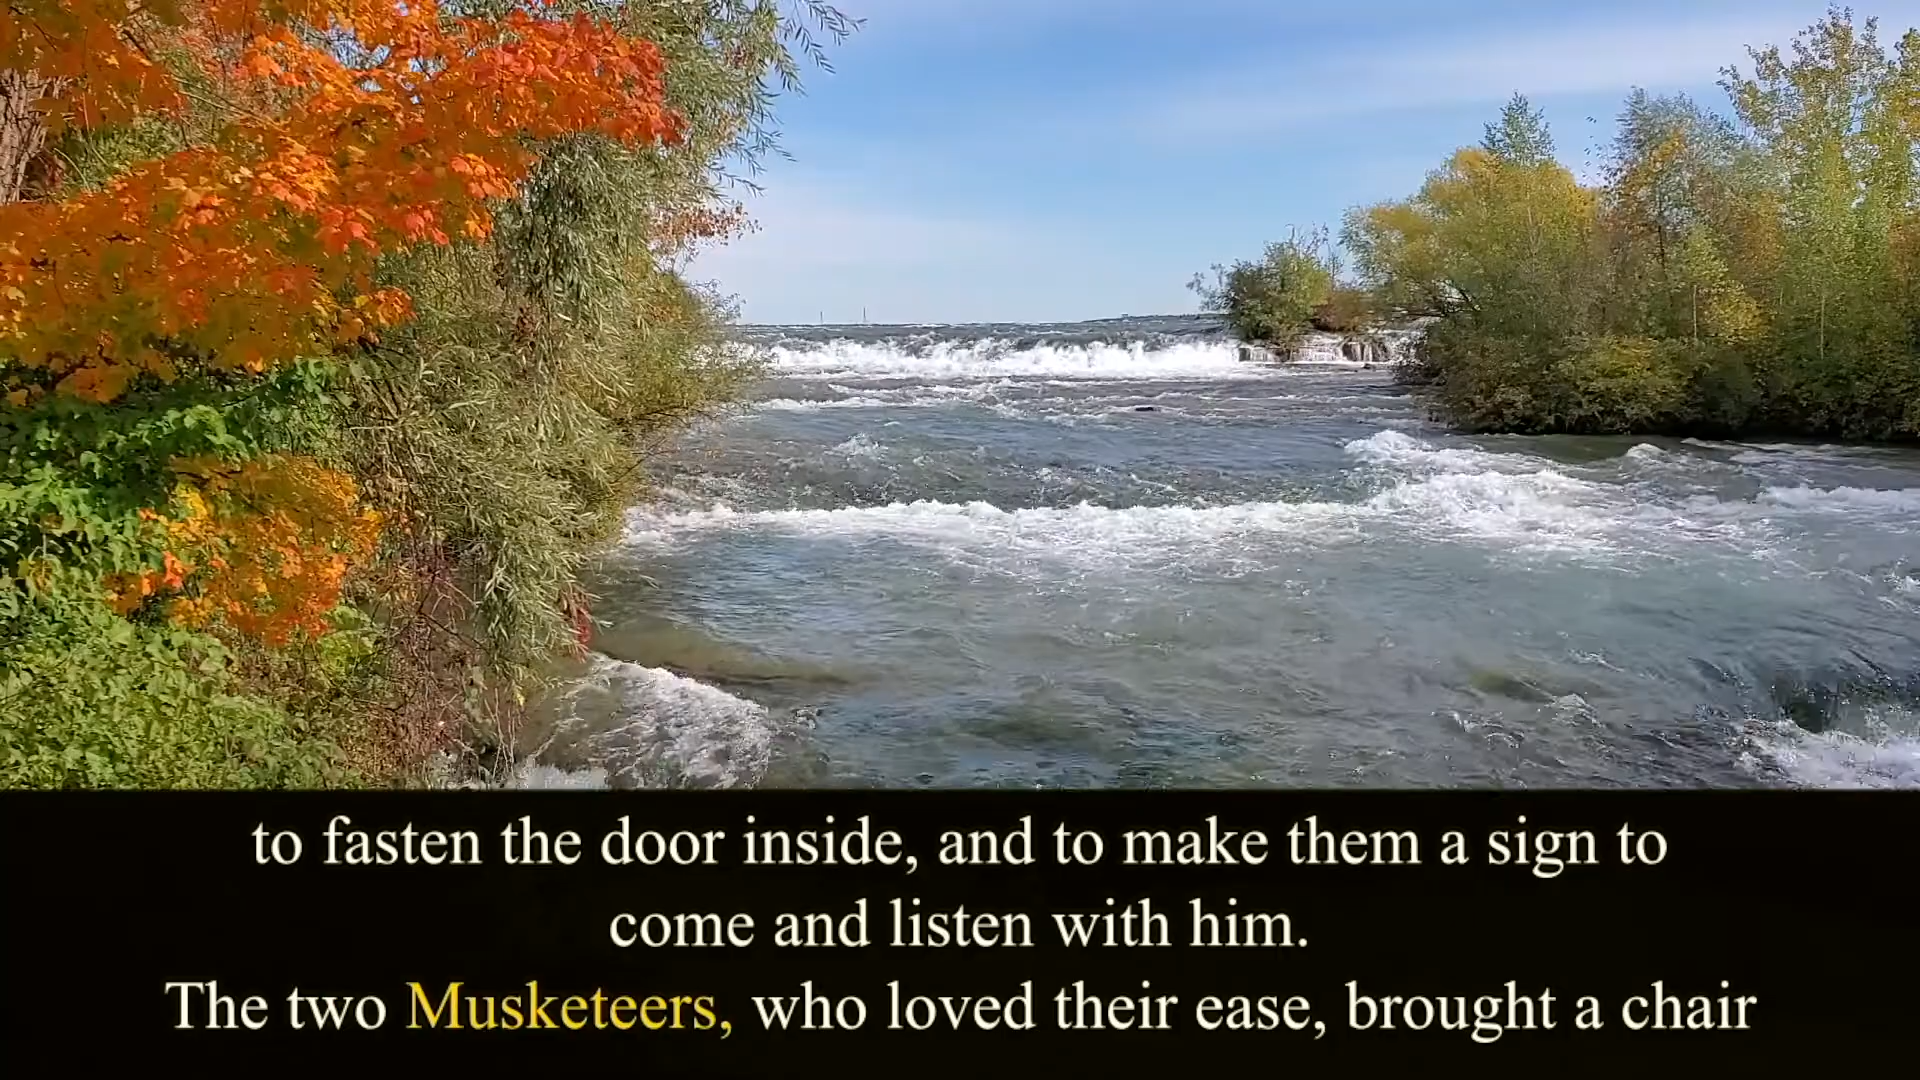 to fasten the door inside, and to make them a sign to
come and listen with him.
The two Musketeers, who loved their ease, brought a chair